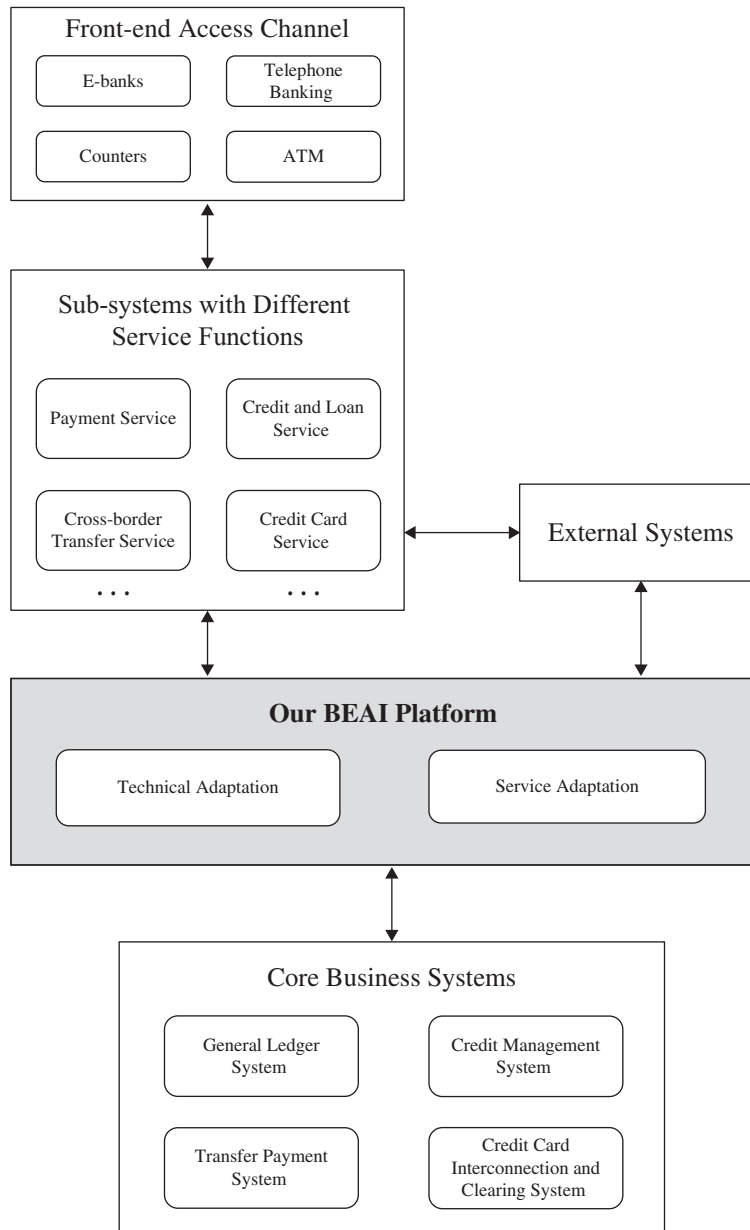 Front-end Access Channel
E-banks
Telephone
Banking
Counters
ATM
Sub-systems with Different
Service Functions
Payment Service
Credit and Loan
Service
Cross-border
Transfer Service
Credit Card
Service
...
...
External Systems
Our BEAI Platform
Technical Adaptation
Service Adaptation
Core Business Systems
General Ledger
System
Credit Management
System
Transfer Payment
System
Credit Card
Interconnection and
Clearing System